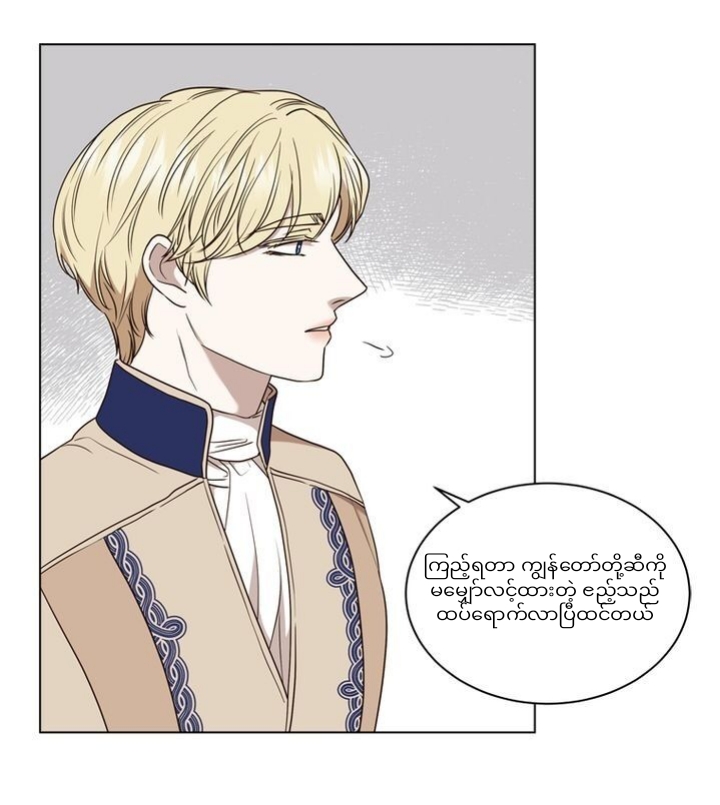 ကြည့်ရတာ ကျွန်တော်တို့ဆီကို
မမျှော်လင့်ထားတဲ့ ဧည့်သည်
ထပ်ရောက်လာပြီထင်တယ်